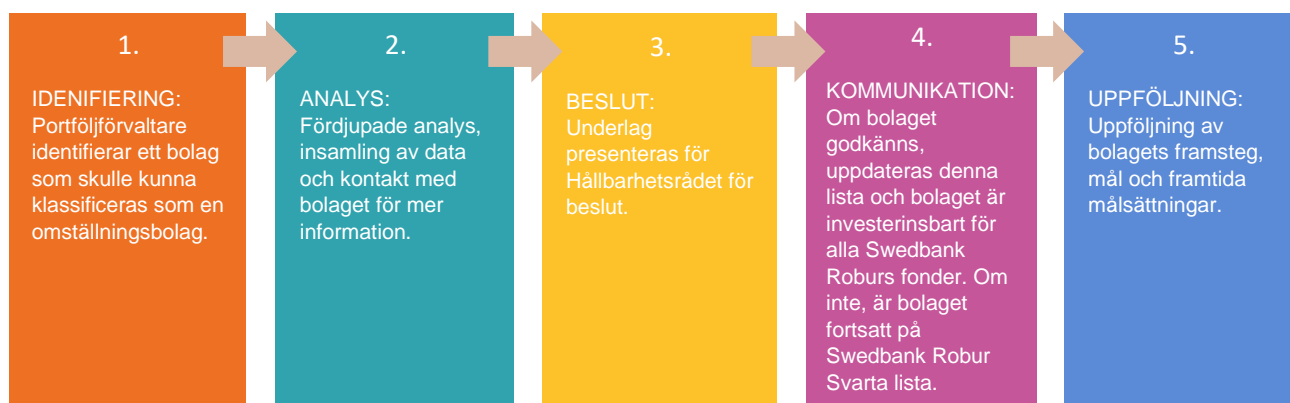 1.
IDENIFIERING:
Portföljförvaltare
identifierar ett bolag
som skulle kunna
klassificeras som en
omställningsbolag.
2.
ANALYS:
Fördjupade analys,
insamling av data
och kontakt med
bolaget för mer
information.
3.
BESLUT:
Underlag
presenteras för
Hållbarhetsrådet för
beslut.
4.
KOMMUNIKATION:
Om bolaget
godkänns,
uppdateras denna
lista och bolaget är
investerinsbart för
alla Swedbank
Roburs fonder. Om
inte, är bolaget
fortsatt på
Swedbank Robur
Svarta lista.
5.
UPPFÖLJNING:
Uppföljning av
bolagets framsteg,
mål och framtida
målsättningar.